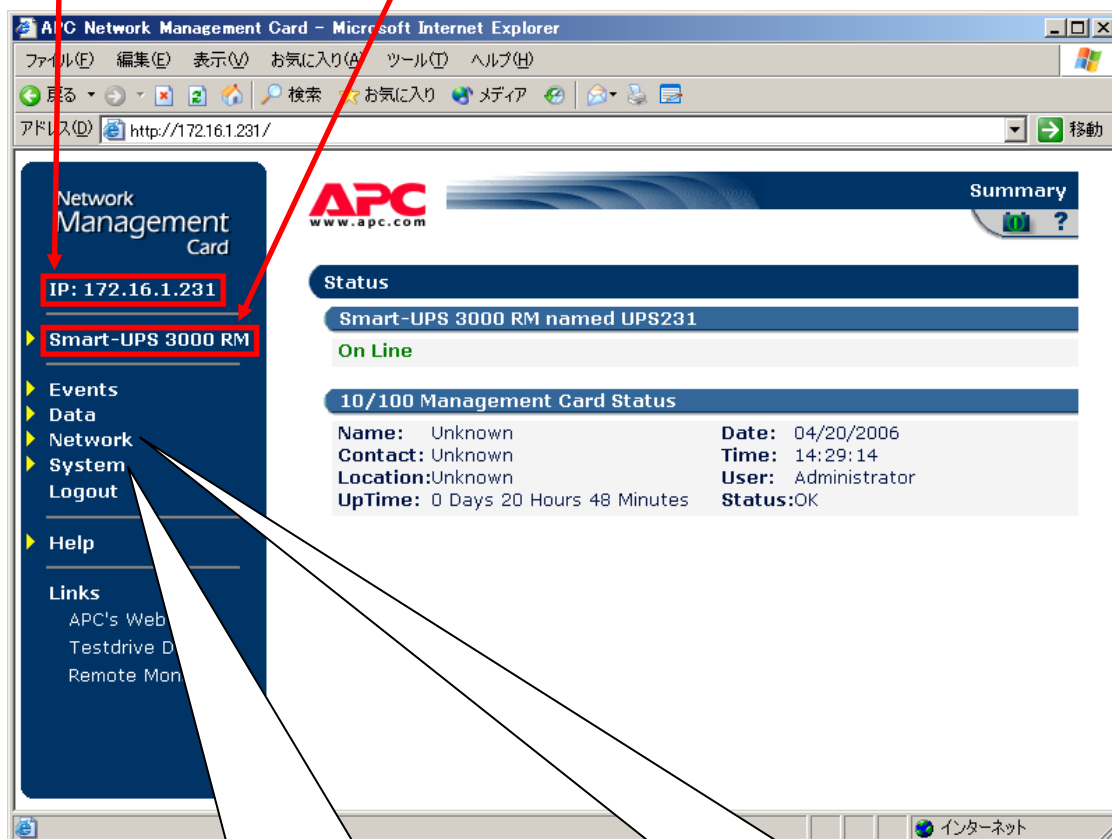 APC Network Management Card - Microsoft Internet Explorer
ファイル(F) 編集(E) 表示(V) お気に入り(A) ツール(T) ヘルプ(H)
戻る 検索 お気に入り メディア
アドレス(D) http://172.16.1.231/ 移動
Network
Management
Card
APC
www.apc.com
Summary
?
IP: 172.16.1.231
Smart-UPS 3000 RM
Events
Data
Network
System
Logout
Help
Links
APC's Web
Testdrive D
Remote Mon
Status
Smart-UPS 3000 RM named UPS231
On Line
10/100 Management Card Status
Name: Unknown Date: 04/20/2006
Contact: Unknown Time: 14:29:14
Location:Unknown User: Administrator
UpTime: 0 Days 20 Hours 48 Minutes Status:OK
インターネット